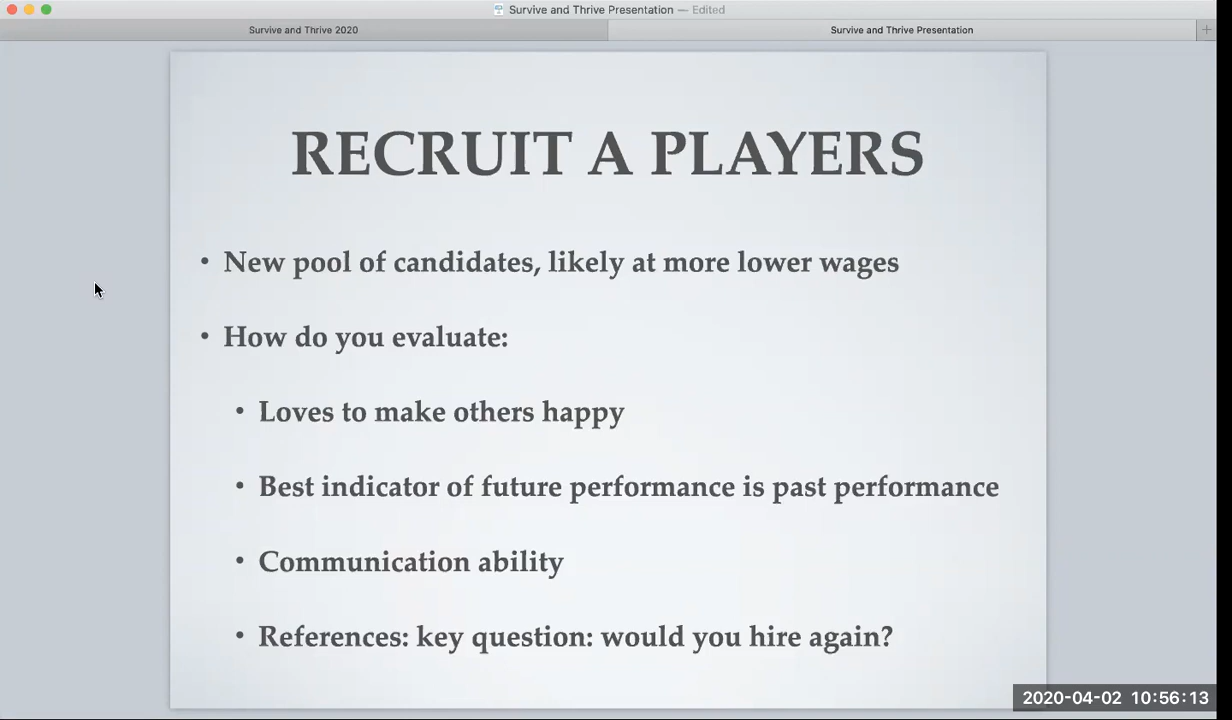 Survive and Thrive Presentation — Edited
Survive and Thrive 2020
Survive and Thrive Presentation
RECRUIT A PLAYERS
• New pool of candidates, likely at more lower wages
• How do you evaluate:
• Loves to make others happy
• Best indicator of future performance is past performance
• Communication ability
• References: key question: would you hire again?
2020-04-02 10:56:13